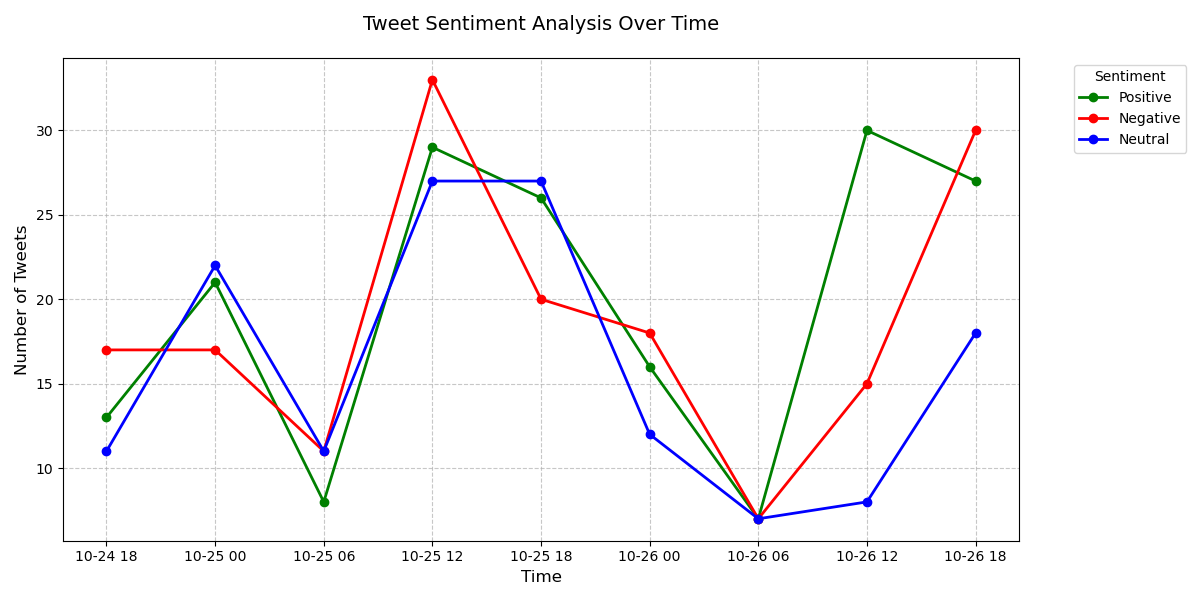 Tweet Sentiment Analysis Over Time
Sentiment
Positive
Negative
Neutral
Number of Tweets
30
25
20
15
10
10-24 18
10-25 00
10-25 06
10-25 12
10-25 18
10-26 00
10-26 06
10-26 12
10-26 18
Time